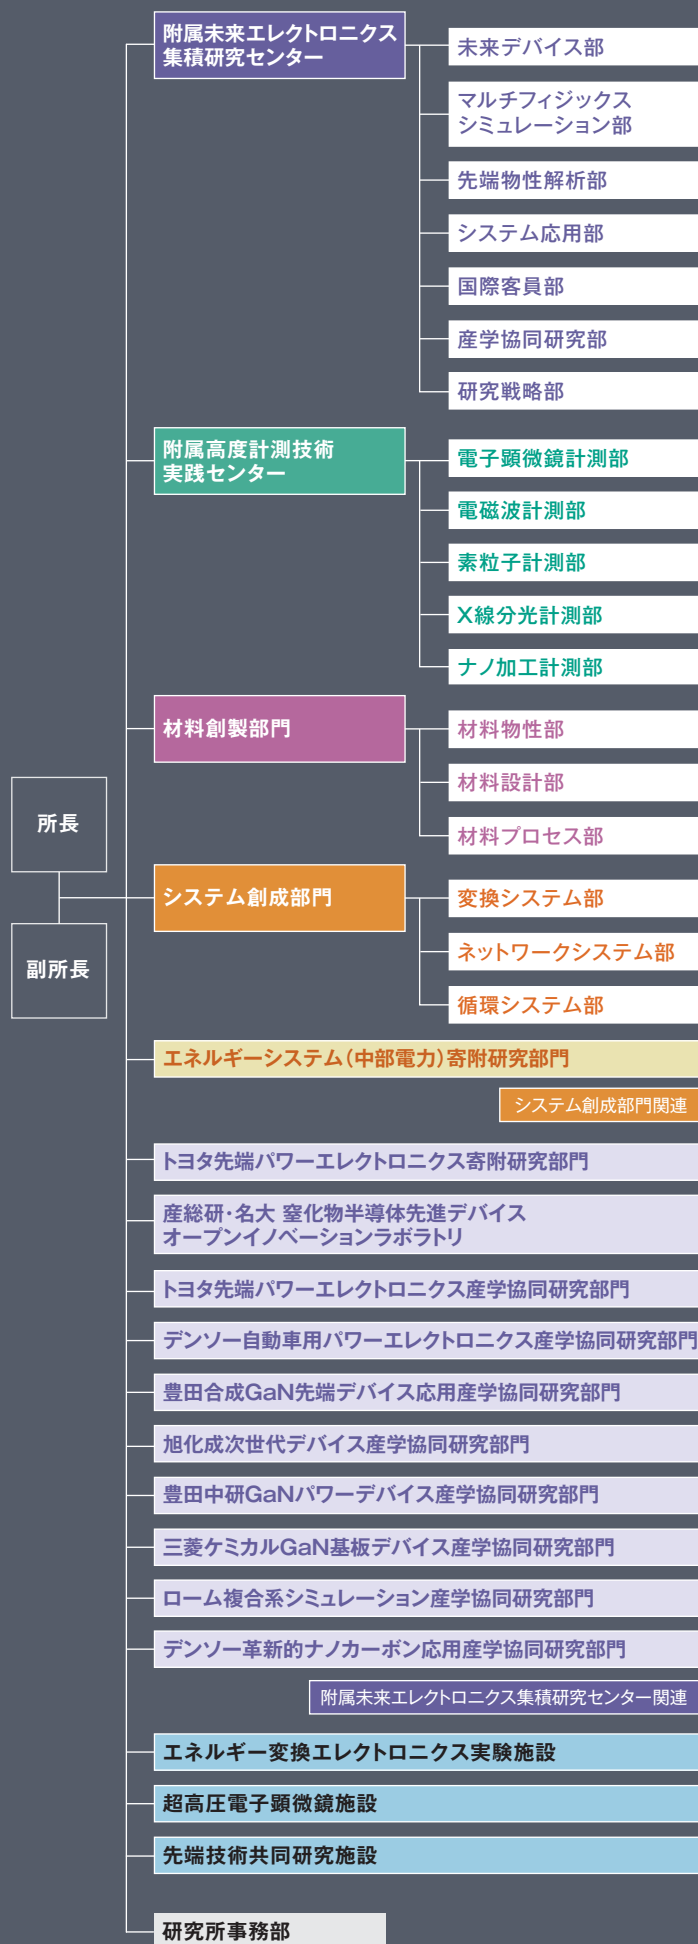 所長
副所長
附属未来エレクトロニクス
集積研究センター
未来デバイス部
マルチフィジックス
シミュレーション部
先端物性解析部
システム応用部
国際客員部
産学協同研究部
研究戦略部
附属高度計測技術
実践センター
電子顕微鏡計測部
電磁波計測部
素粒子計測部
X線分光計測部
ナノ加工計測部
材料創製部門
材料物性部
材料設計部
材料プロセス部
システム創成部門
変換システム部
ネットワークシステム部
循環システム部
エネルギーシステム(中部電力)寄附研究部門
システム創成部門関連
トヨタ先端パワーエレクトロニクス寄附研究部門
産総研・名大 窒化物半導体先進デバイス
オープンイノベーションラボラトリ
トヨタ先端パワーエレクトロニクス産学協同研究部門
デンソー自動車用パワーエレクトロニクス産学協同研究部門
豊田合成GaN先端デバイス応用産学協同研究部門
旭化成次世代デバイス産学協同研究部門
豊田中研GaNパワーデバイス産学協同研究部門
三菱ケミカルGaN基板デバイス産学協同研究部門
ローム複合系シミュレーション産学協同研究部門
デンソー革新的ナノカーボン応用産学協同研究部門
附属未来エレクトロニクス集積研究センター関連
エネルギー変換エレクトロニクス実験施設
超高圧電子顕微鏡施設
先端技術共同研究施設
研究所事務部